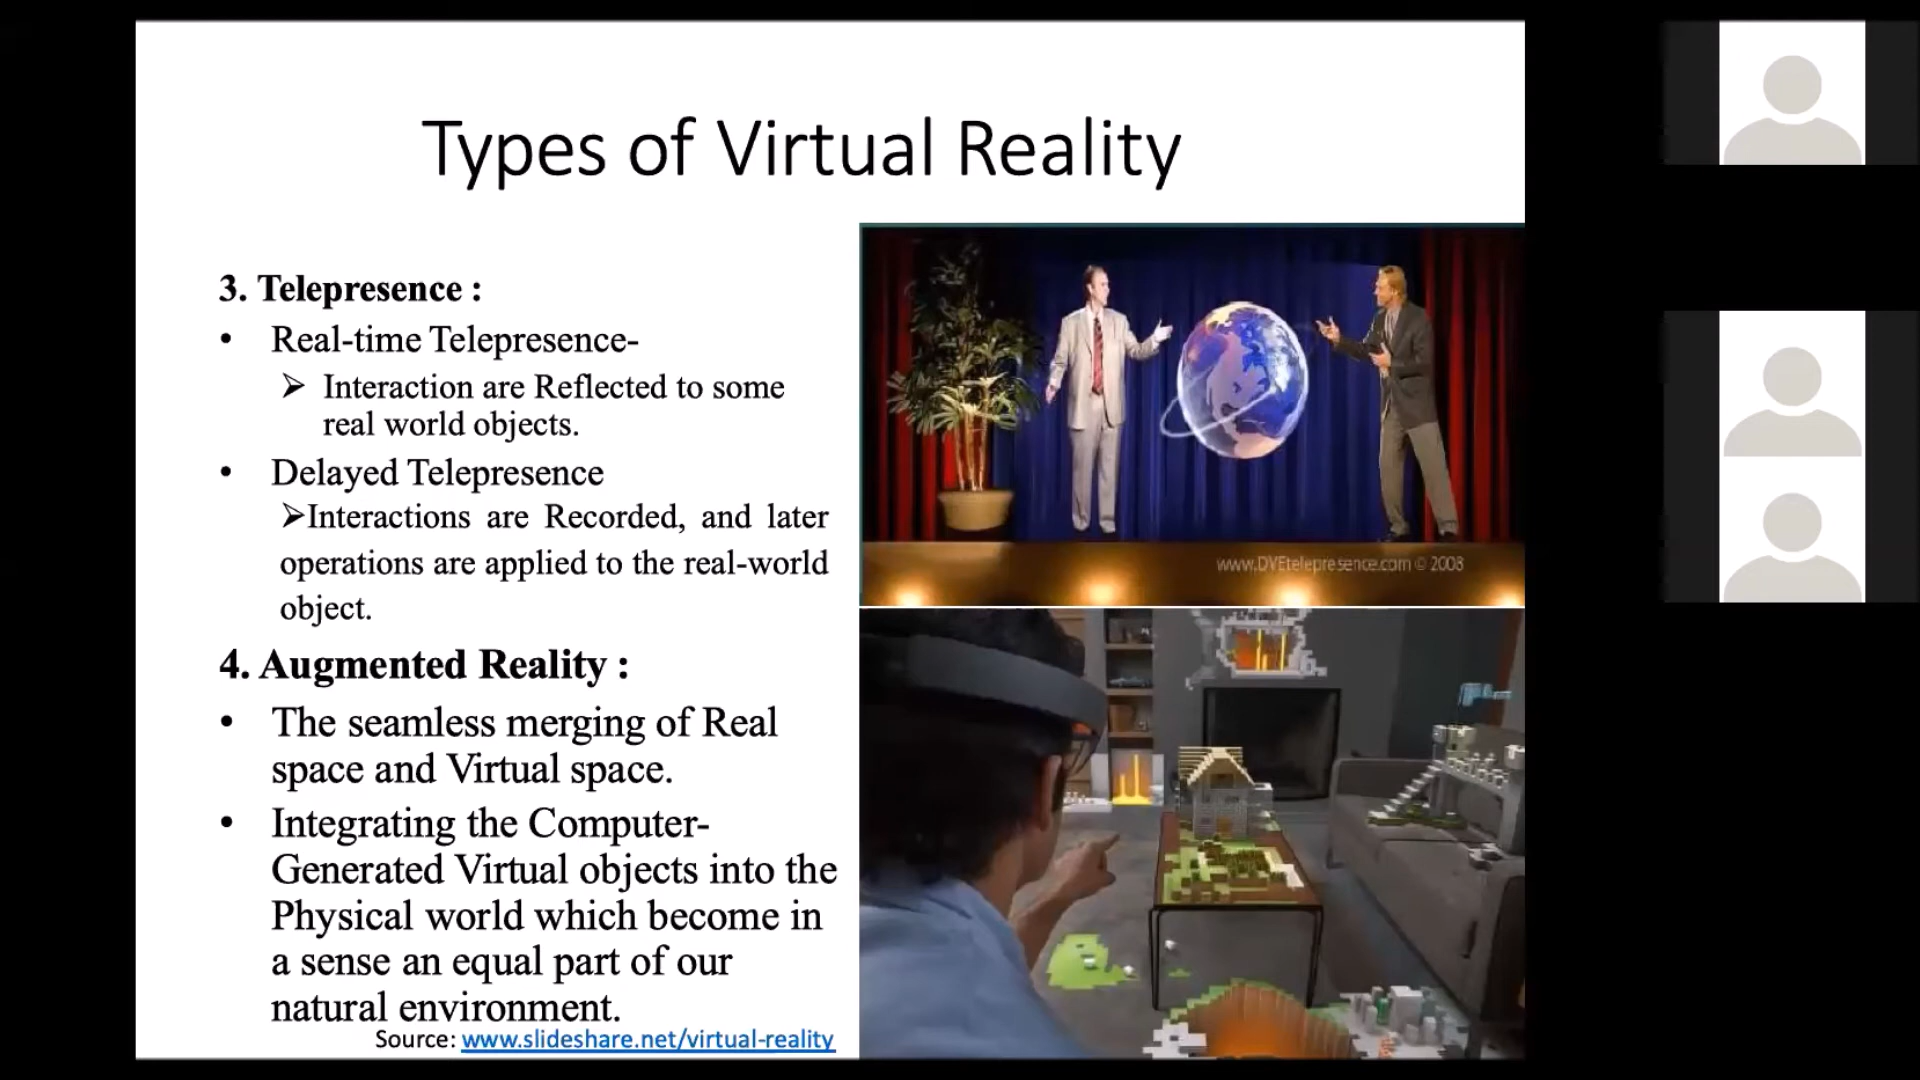 Types of Virtual Reality
3. Telepresence :
• Real-time Telepresence-
➢ Interaction are Reflected to some
real world objects.
• Delayed Telepresence
➢Interactions are Recorded, and later
operations are applied to the real-world
object.
4. Augmented Reality :
• The seamless merging of Real
space and Virtual space.
• Integrating the Computer-
Generated Virtual objects into the
Physical world which become in
a sense an equal part of our
natural environment.
Source: www.slideshare.net/virtual-reality
www.DVEtelepresence.com © 2008